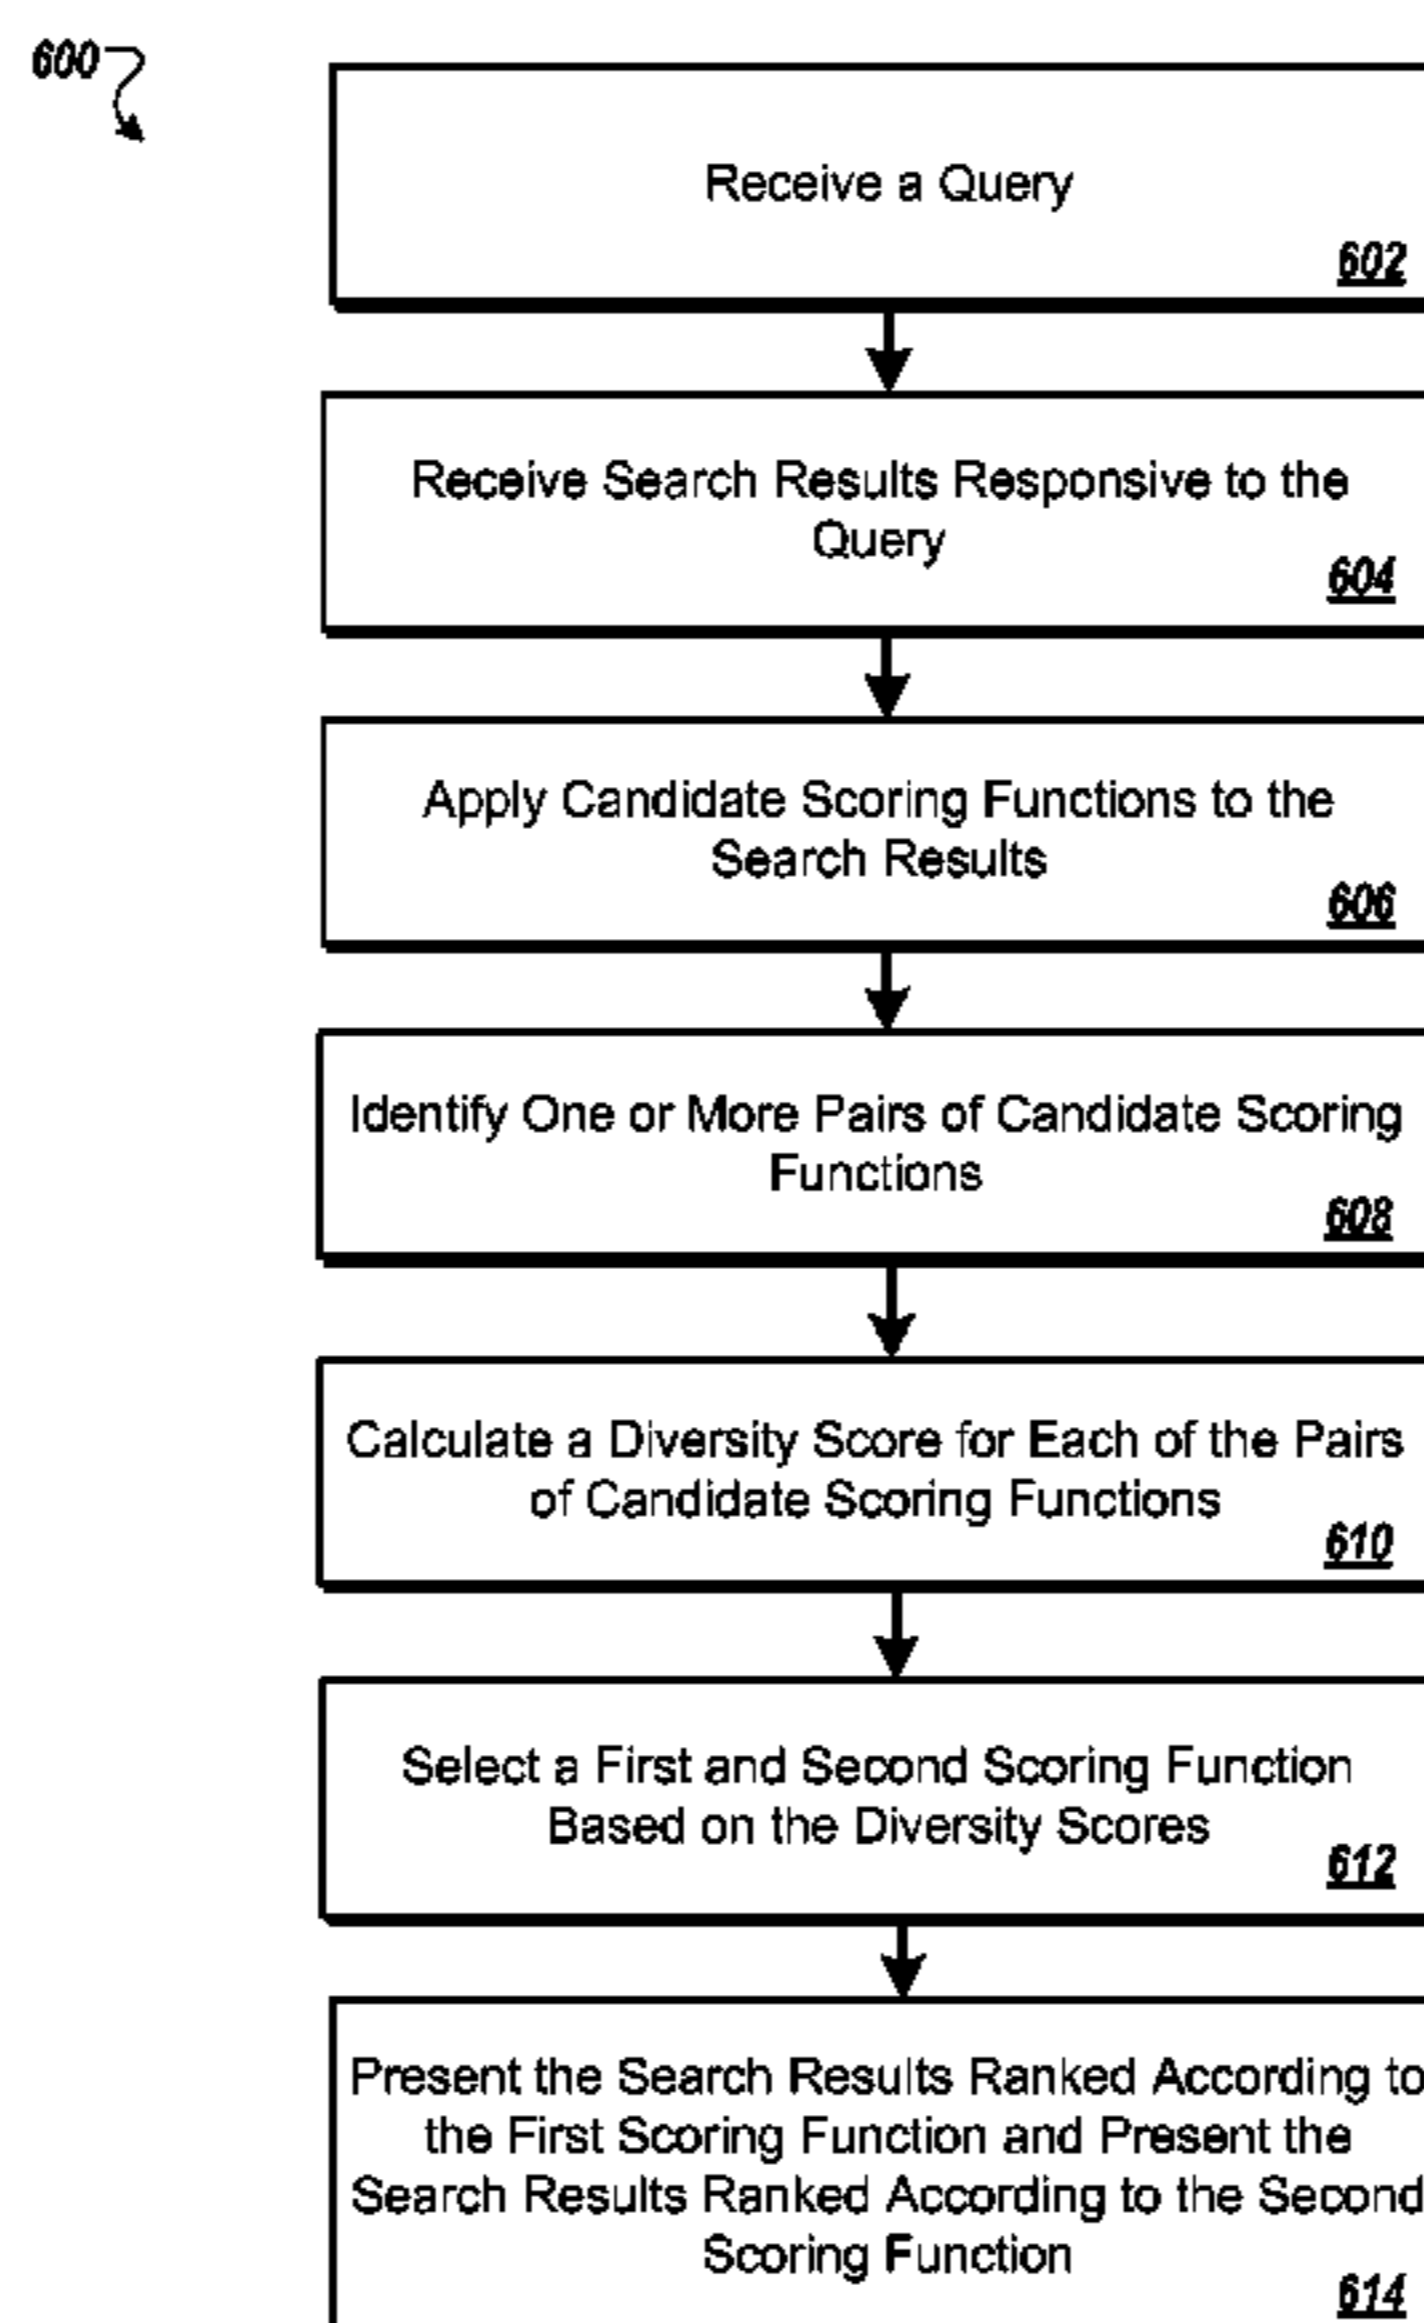 600
Receive a Query
602
Receive Search Results Responsive to the
Query
604
Apply Candidate Scoring Functions to the
Search Results
606
Identify One or More Pairs of Candidate Scoring
Functions
608
Calculate a Diversity Score for Each of the Pairs
of Candidate Scoring Functions
610
Select a First and Second Scoring Function
Based on the Diversity Scores
612
Present the Search Results Ranked According to
the First Scoring Function and Present the
Search Results Ranked According to the Second
Scoring Function
614